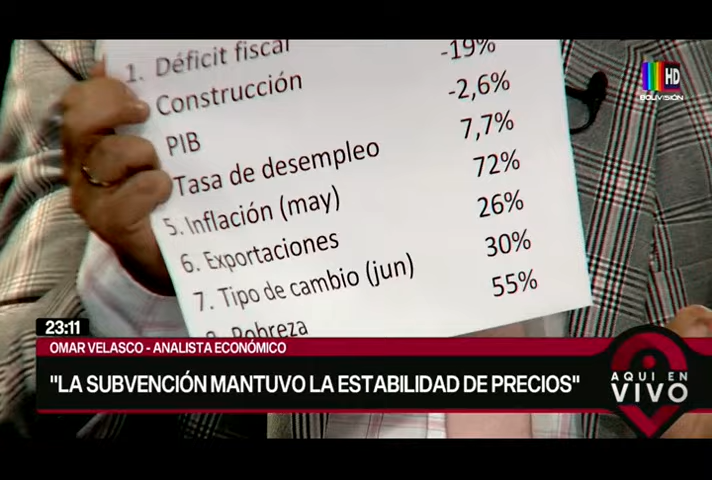 1. Déficit fiscal
Construcción -19%
PIB -2,6%
Tasa de desempleo 7,7%
5. Inflación (may) 72%
6. Exportaciones 26%
7. Tipo de cambio (jun) 30%
Pobreza 55%
HD
BOLIVISIÓN
23:11
OMAR VELASCO - ANALISTA ECONÓMICO
"LA SUBVENCIÓN MANTUVO LA ESTABILIDAD DE PRECIOS"
AQUI EN
VIVO